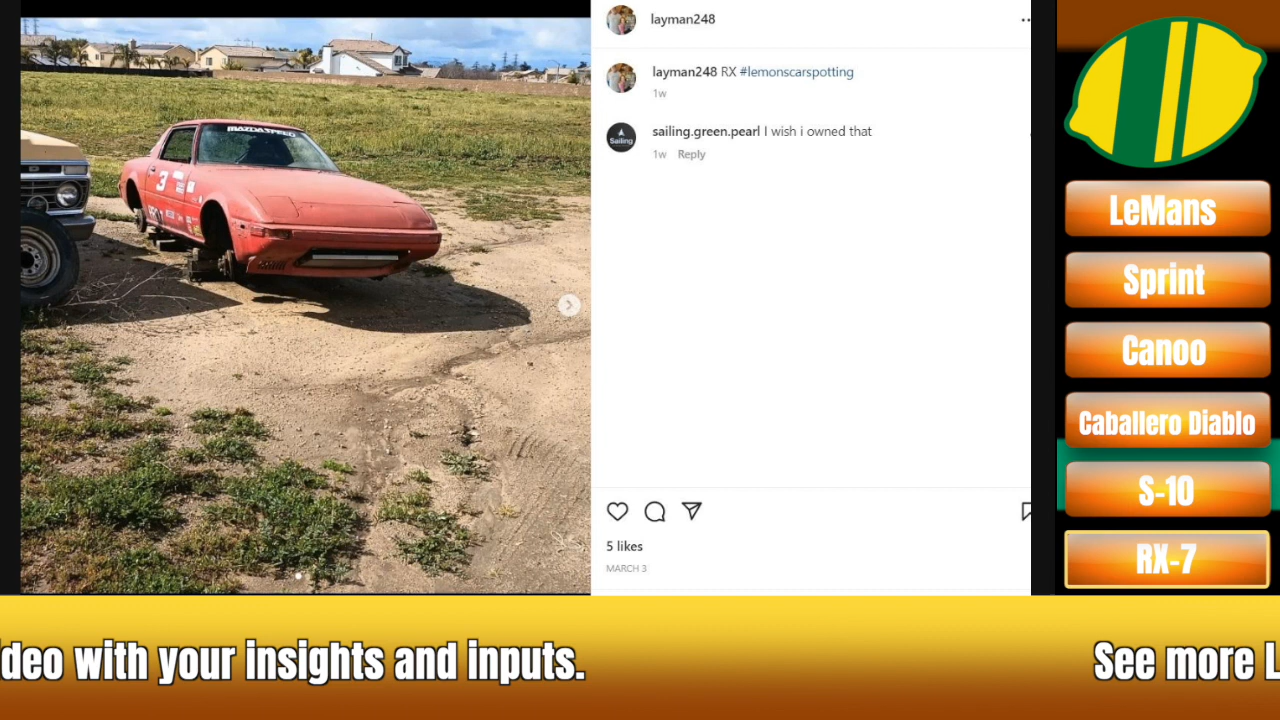 MAZDASPEED
3
layman248
layman248 RX #lemonscarspotting
1w
Sailing
sailing.green.pearl I wish i owned that
1w Reply
5 likes
MARCH 3
LeMans
Sprint
Canoo
Caballero Diablo
S-10
RX-7
deo with your insights and inputs.
See more L